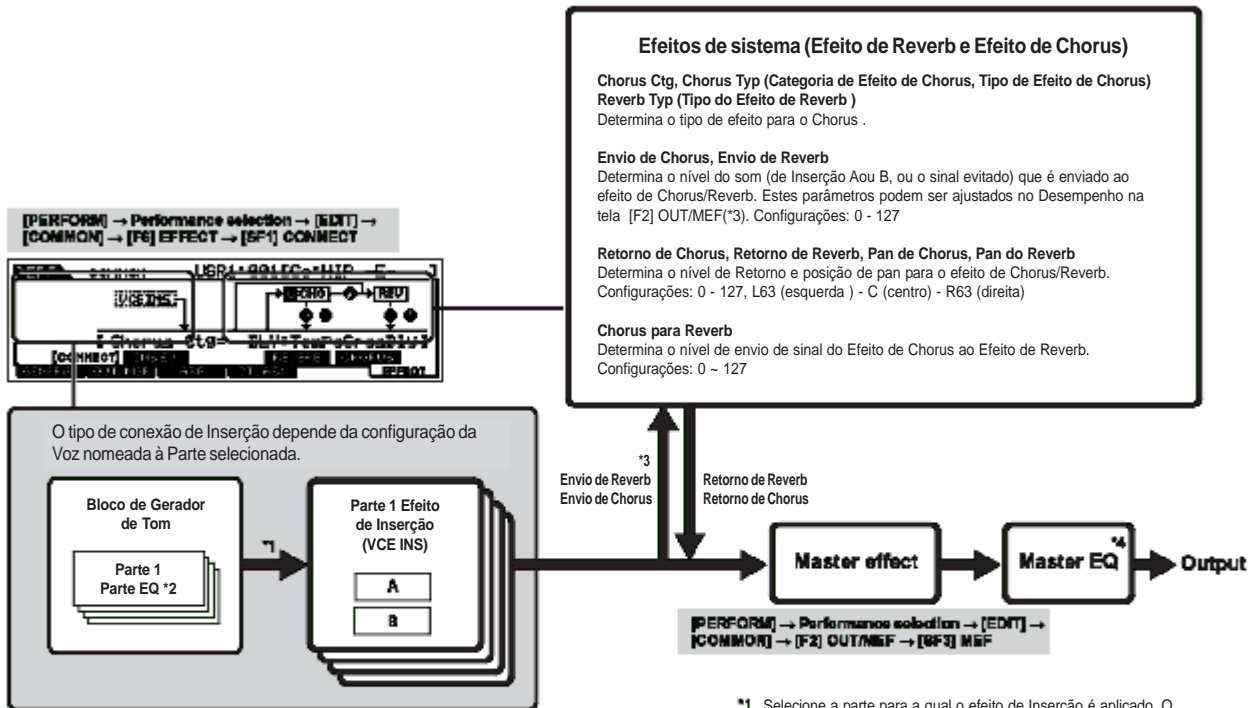 Efeitos de sistema (Efeito de Reverb e Efeito de Chorus)
Chorus Ctg, Chorus Typ (Categoria de Efeito de Chorus, Tipo de Efeito de Chorus)
Reverb Typ (Tipo do Efeito de Reverb )
Determina o tipo de efeito para o Chorus .
Envio de Chorus, Envio de Reverb
Determina o nível do som (de Inserção Aou B, ou o sinal evitado) que é enviado ao
efeito de Chorus/Reverb. Estes parâmetros podem ser ajustados no Desempenho na
tela [F2] OUT/MEF(*3). Configurações: 0 - 127
Retorno de Chorus, Retorno de Reverb, Pan de Chorus, Pan do Reverb
Determina o nível de Retorno e posição de pan para o efeito de Chorus/Reverb.
Configurações: 0 - 127, L63 (esquerda ) - C (centro) - R63 (direita)
Chorus para Reverb
Determina o nível de envio de sinal do Efeito de Chorus ao Efeito de Reverb.
Configurações: 0 ~ 127
[PERFORM] → Performance selection → [EDIT] →
[COMMON] → [F6] EFFECT → [SF1] CONNECT
VCE INS
CHO REV
[CONNECT]
EFFECT
O tipo de conexão de Inserção depende da configuração da
Voz nomeada à Parte selecionada.
Bloco de Gerador
de Tom
Parte 1
Parte EQ *2
*1
Parte 1 Efeito
de Inserção
(VCE INS)
A
B
*3
Envio de Reverb
Envio de Chorus
Retorno de Reverb
Retorno de Chorus
Master effect
Master EQ *4
Output
[PERFORM] → Performance selection → [EDIT] →
[COMMON] → [F2] OUT/MEF → [SF3] MEF
*1 Selecione a parte para a qual o efeito de Inserção é aplicado. O